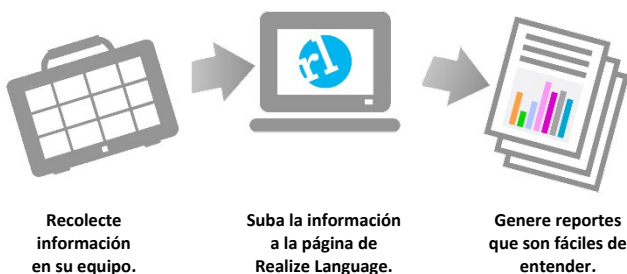 rl
Recolecte
información
en su equipo.
Suba la información
a la página de
Realize Language.
Genere reportes
que son fáciles de
entender.